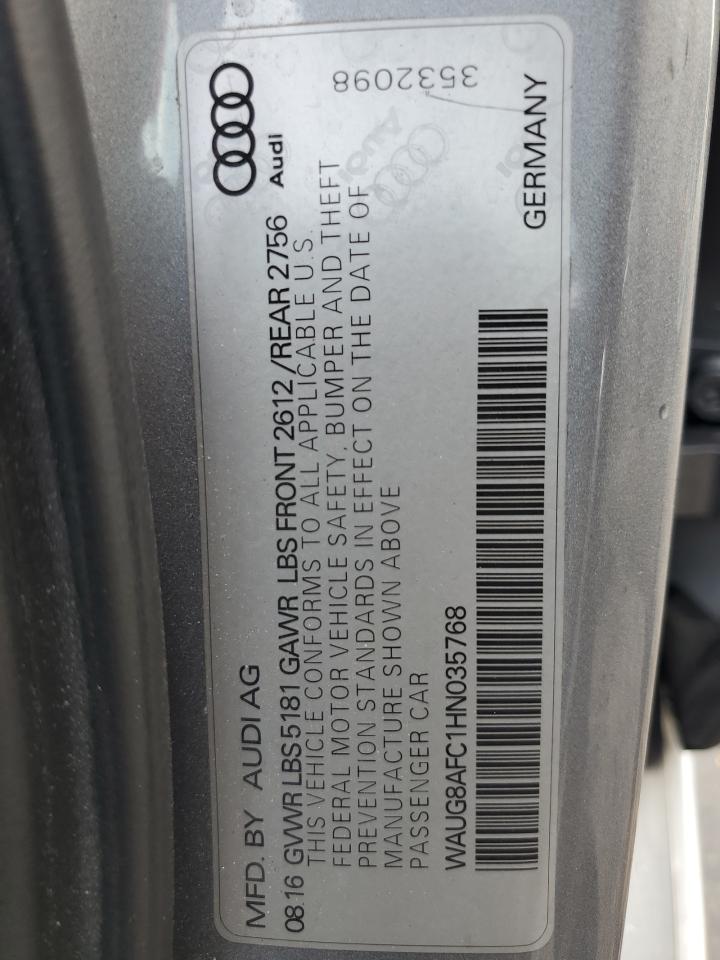 Audi
3532098
MFD. BY AUDI AG
08.16 GVWR LBS 5181 GAWR LBS FRONT 2612 /REAR 2756
THIS VEHICLE CONFORMS TO ALL APPLICABLE U.S.
FEDERAL MOTOR VEHICLE SAFETY, BUMPER AND THEFT
PREVENTION STANDARDS IN EFFECT ON THE DATE OF
MANUFACTURE SHOWN ABOVE
PASSENGER CAR
WAUG8AFC1HN035768
GERMANY